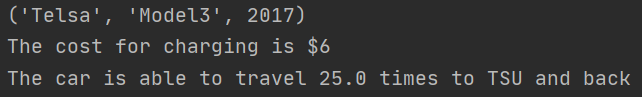 ('Telsa', 'Model3', 2017)
The cost for charging is $6
The car is able to travel 25.0 times to TSU and back